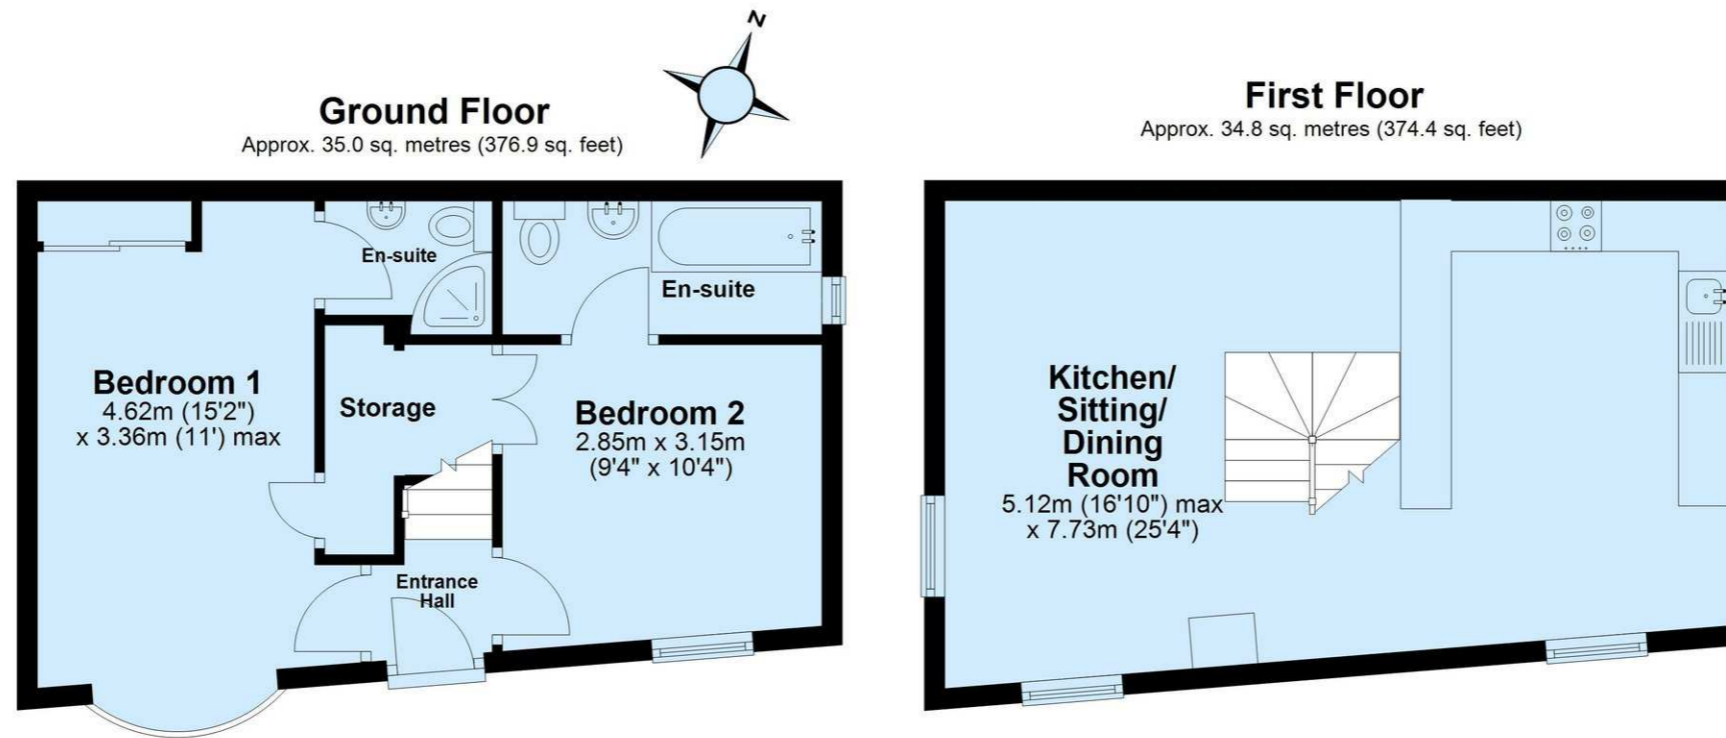 N
Ground Floor
Approx. 35.0 sq. metres (376.9 sq. feet)
En-suite
En-suite
Bedroom 1
4.62m (15'2")
x 3.36m (11') max
Storage
Bedroom 2
2.85m x 3.15m
(9'4" x 10'4")
Entrance
Hall
First Floor
Approx. 34.8 sq. metres (374.4 sq. feet)
Kitchen/
Sitting/
Dining
Room
5.12m (16'10") max
x 7.73m (25'4")